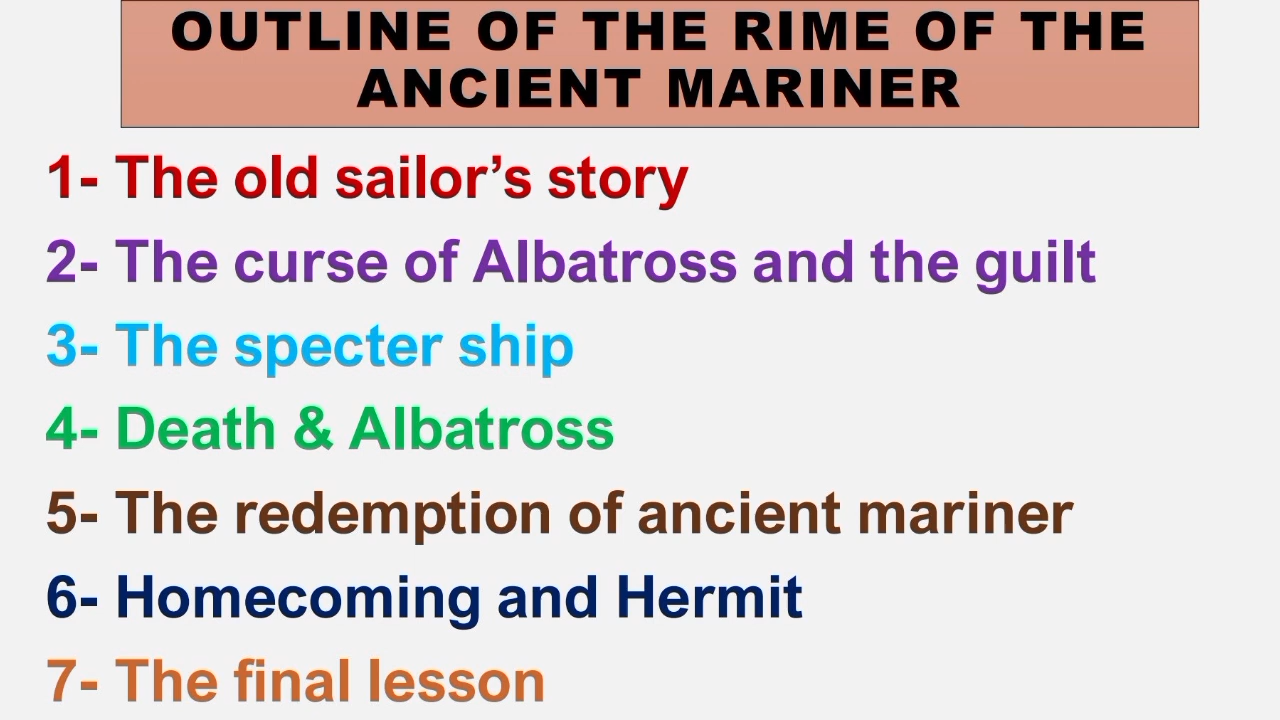 OUTLINE OF THE RIME OF THE
ANCIENT MARINER
1- The old sailor’s story
2- The curse of Albatross and the guilt
3- The specter ship
4- Death & Albatross
5- The redemption of ancient mariner
6- Homecoming and Hermit
7- The final lesson